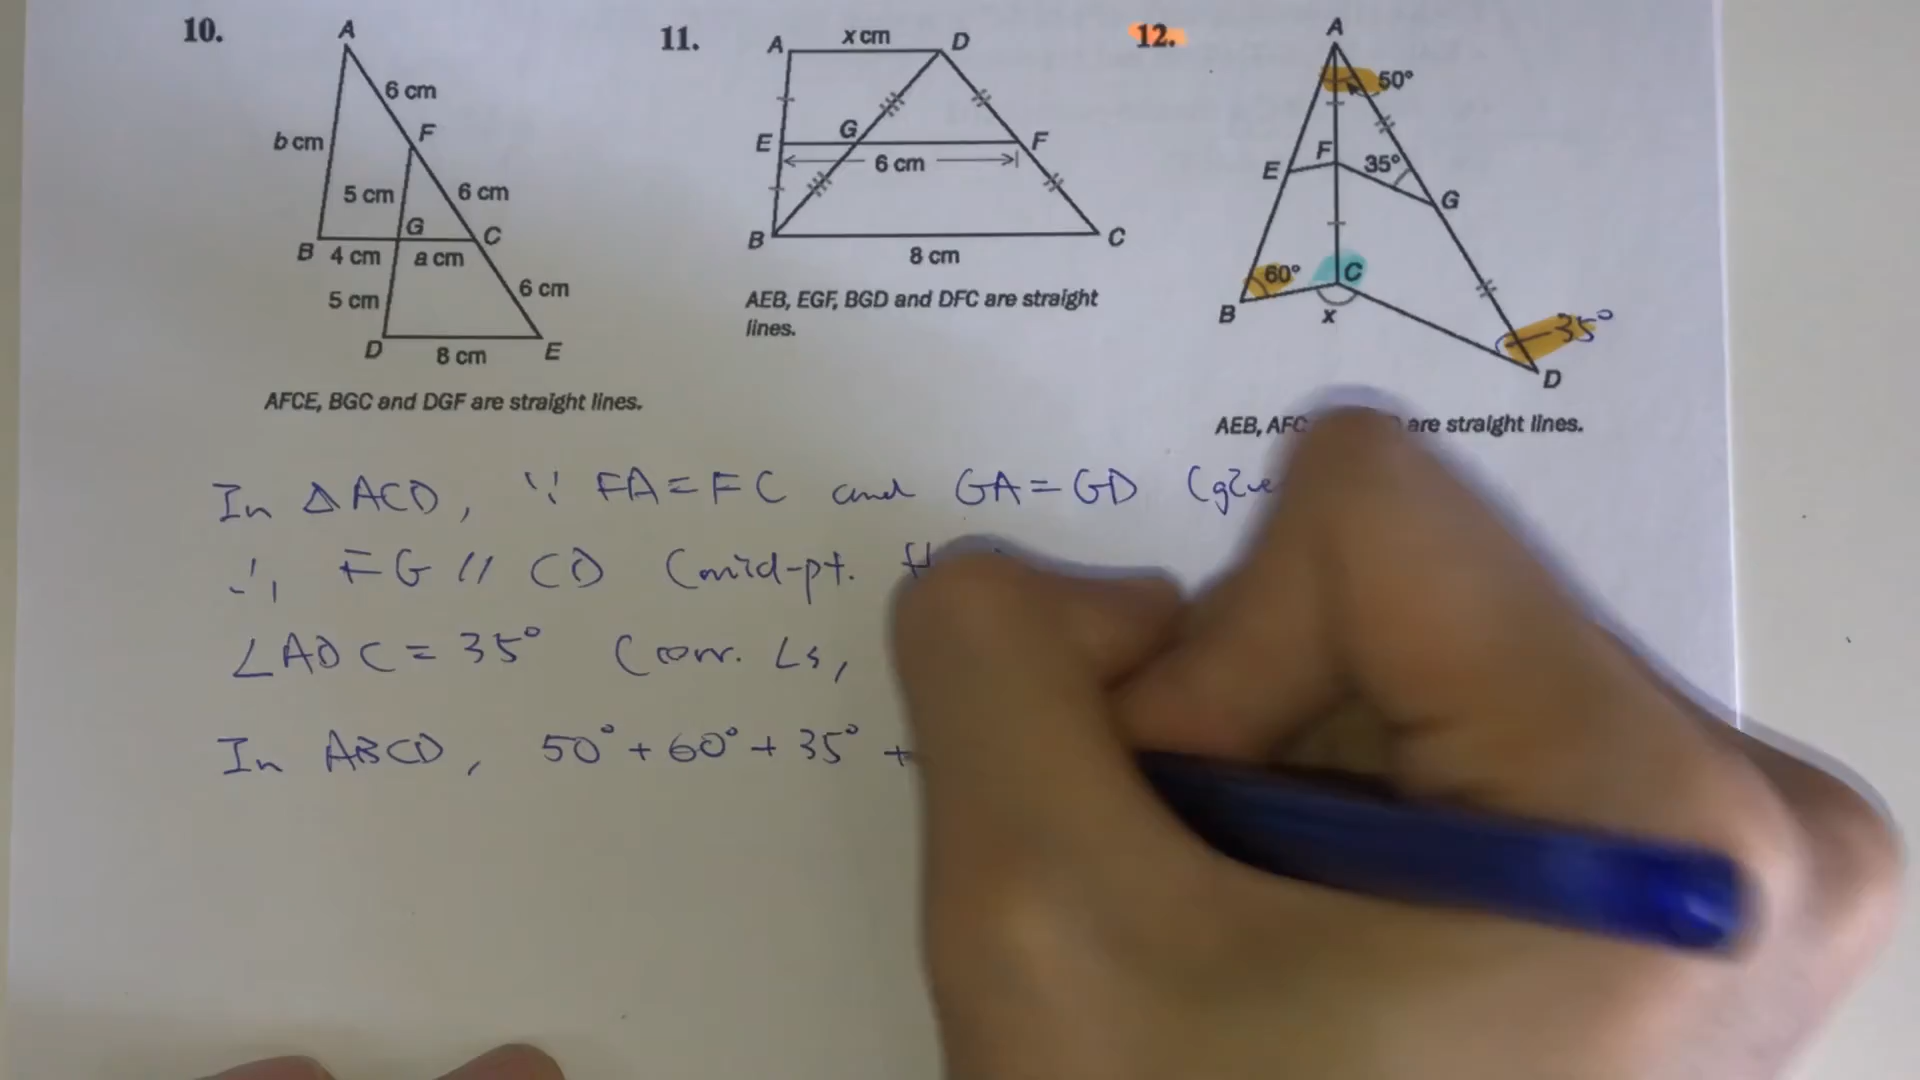 10.
A
6 cm
b cm
F
5 cm
6 cm
G
B
4 cm
a cm
C
5 cm
6 cm
D
8 cm
E
AFCE, BGC and DGF are straight lines.
11.
A
x cm
D
E
G
F
6 cm
B
C
8 cm
AEB, EGF, BGD and DFC are straight
lines.
12.
A
50°
E
F
35°
G
60°
C
B
x
35°
D
AEB, AFC are straight lines.
In △ACD, ∵ FA = FC and GA = GD
∴ FG // CD (mid-pt.
∠ADC = 35° (corr. ∠s,
In ABCD, 50° + 60° + 35° +